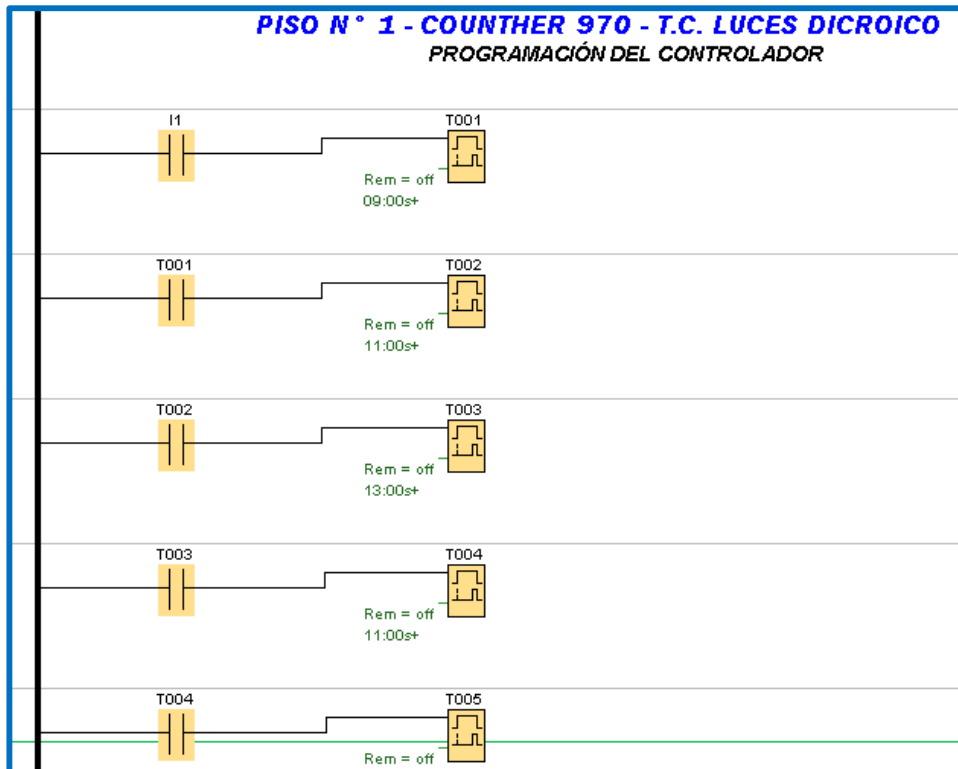 PISO N° 1 - COUNTHER 970 - T.C. LUCES DICROICO
PROGRAMACIÓN DEL CONTROLADOR
I1 T001
Rem = off
09:00s+
T001 T002
Rem = off
11:00s+
T002 T003
Rem = off
13:00s+
T003 T004
Rem = off
11:00s+
T004 T005
Rem = off